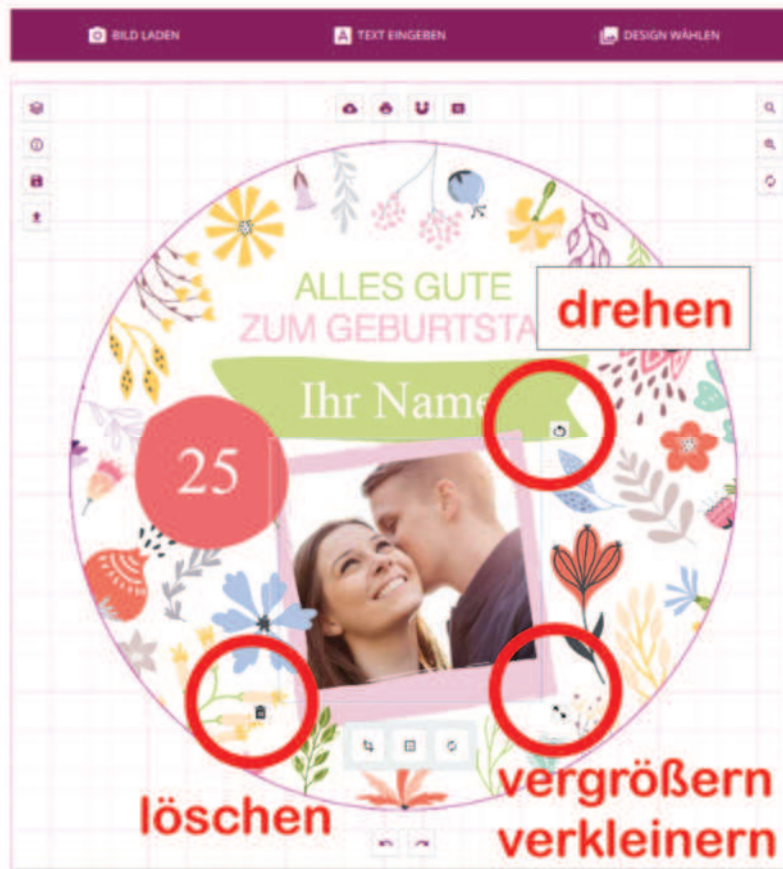 BILD LADEN
TEXT EINGEBEN
DESIGN WÄHLEN
ALLES GUTE
ZUM GEBURTSTA
drehen
Ihr Name
25
löschen
vergrößern
verkleinern